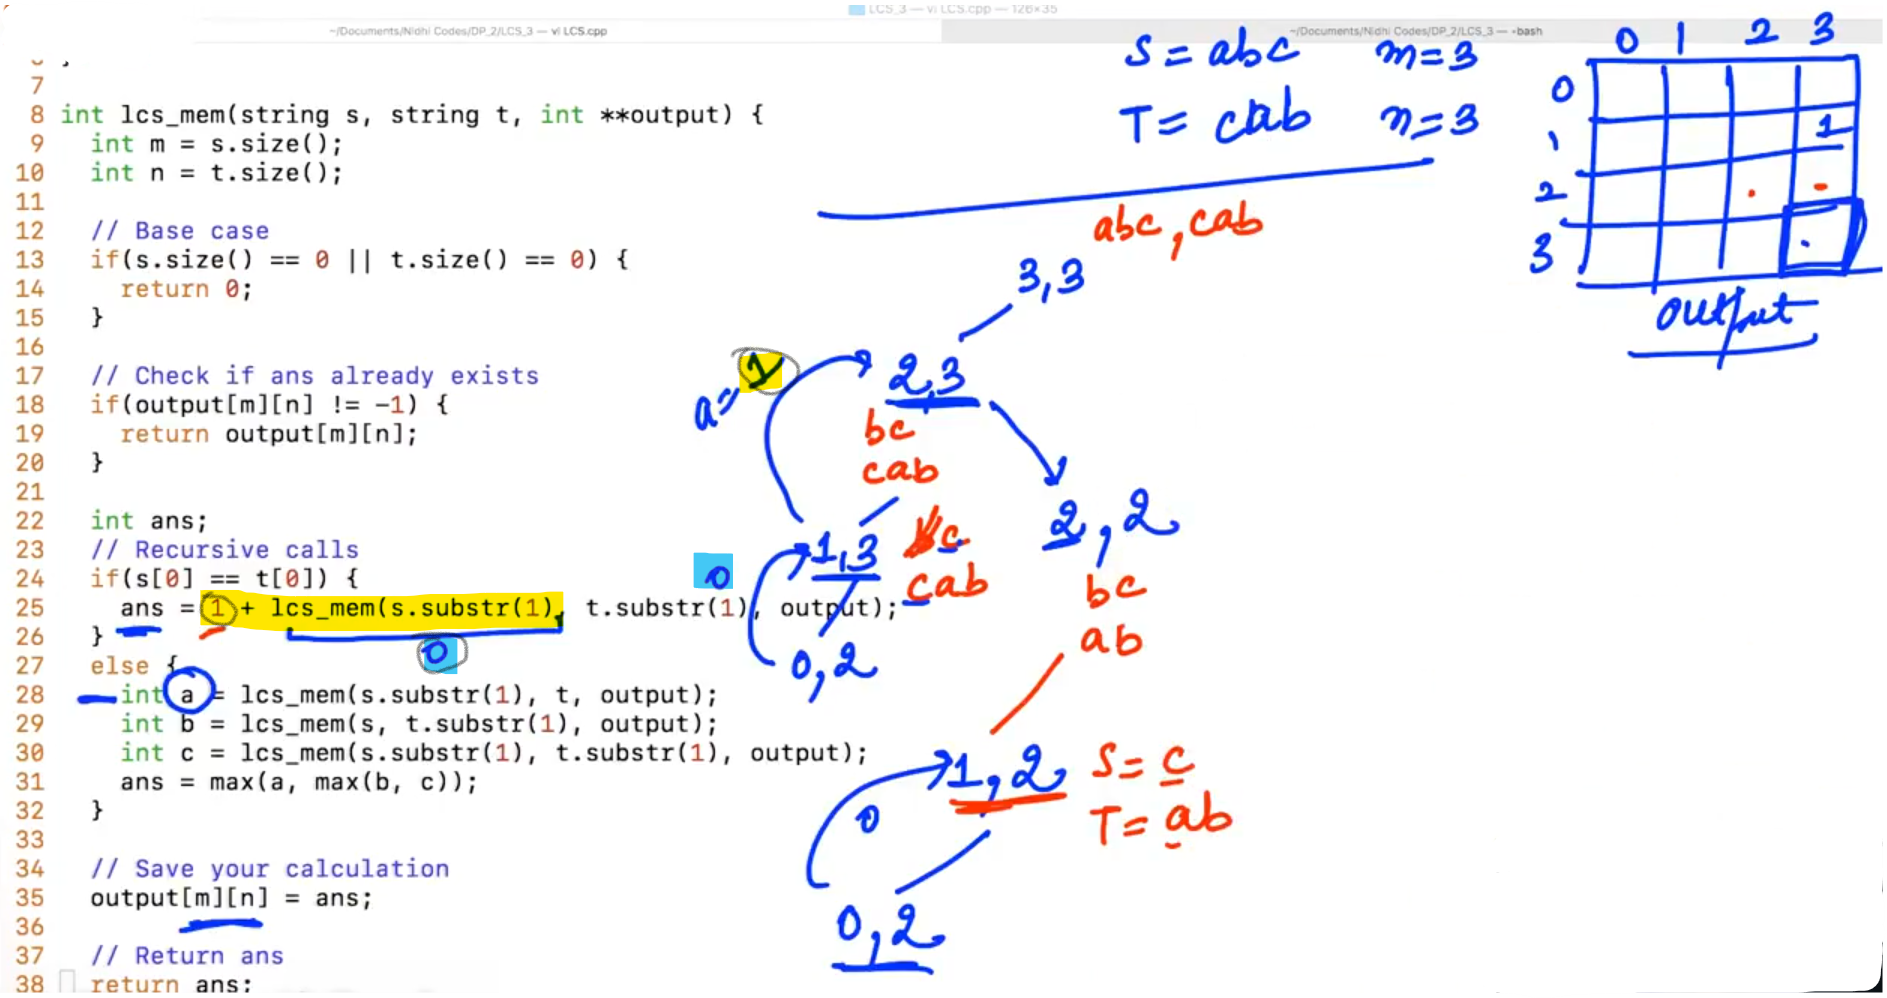 LCS_3 — vi LCS.cpp — 126×35
~/Documents/Nidhi Codes/DP_2/LCS_3 — vi LCS.cpp
~/Documents/Nidhi Codes/DP_2/LCS_3 — -bash
7
8 int lcs_mem(string s, string t, int **output) {
9 int m = s.size();
10 int n = t.size();
11
12 // Base case
13 if(s.size() == 0 || t.size() == 0) {
14 return 0;
15 }
16
17 // Check if ans already exists
18 if(output[m][n] != -1) {
19 return output[m][n];
20 }
21
22 int ans;
23 // Recursive calls
24 if(s[0] == t[0]) {
25 ans = 1 + lcs_mem(s.substr(1), t.substr(1), output);
26 }
27 else {
28 int a = lcs_mem(s.substr(1), t, output);
29 int b = lcs_mem(s, t.substr(1), output);
30 int c = lcs_mem(s.substr(1), t.substr(1), output);
31 ans = max(a, max(b, c));
32 }
33
34 // Save your calculation
35 output[m][n] = ans;
36
37 // Return ans
38 return ans;
0
0
S = abc m=3
T = cab n=3
abc, cab
3,3
a= 1
2,3
bc
cab
1,3
c
cab
0,2
2,2
bc
ab
1,2
S= c
T= ab
0
0,2
0 1 2 3
0
1 1
2
3
output